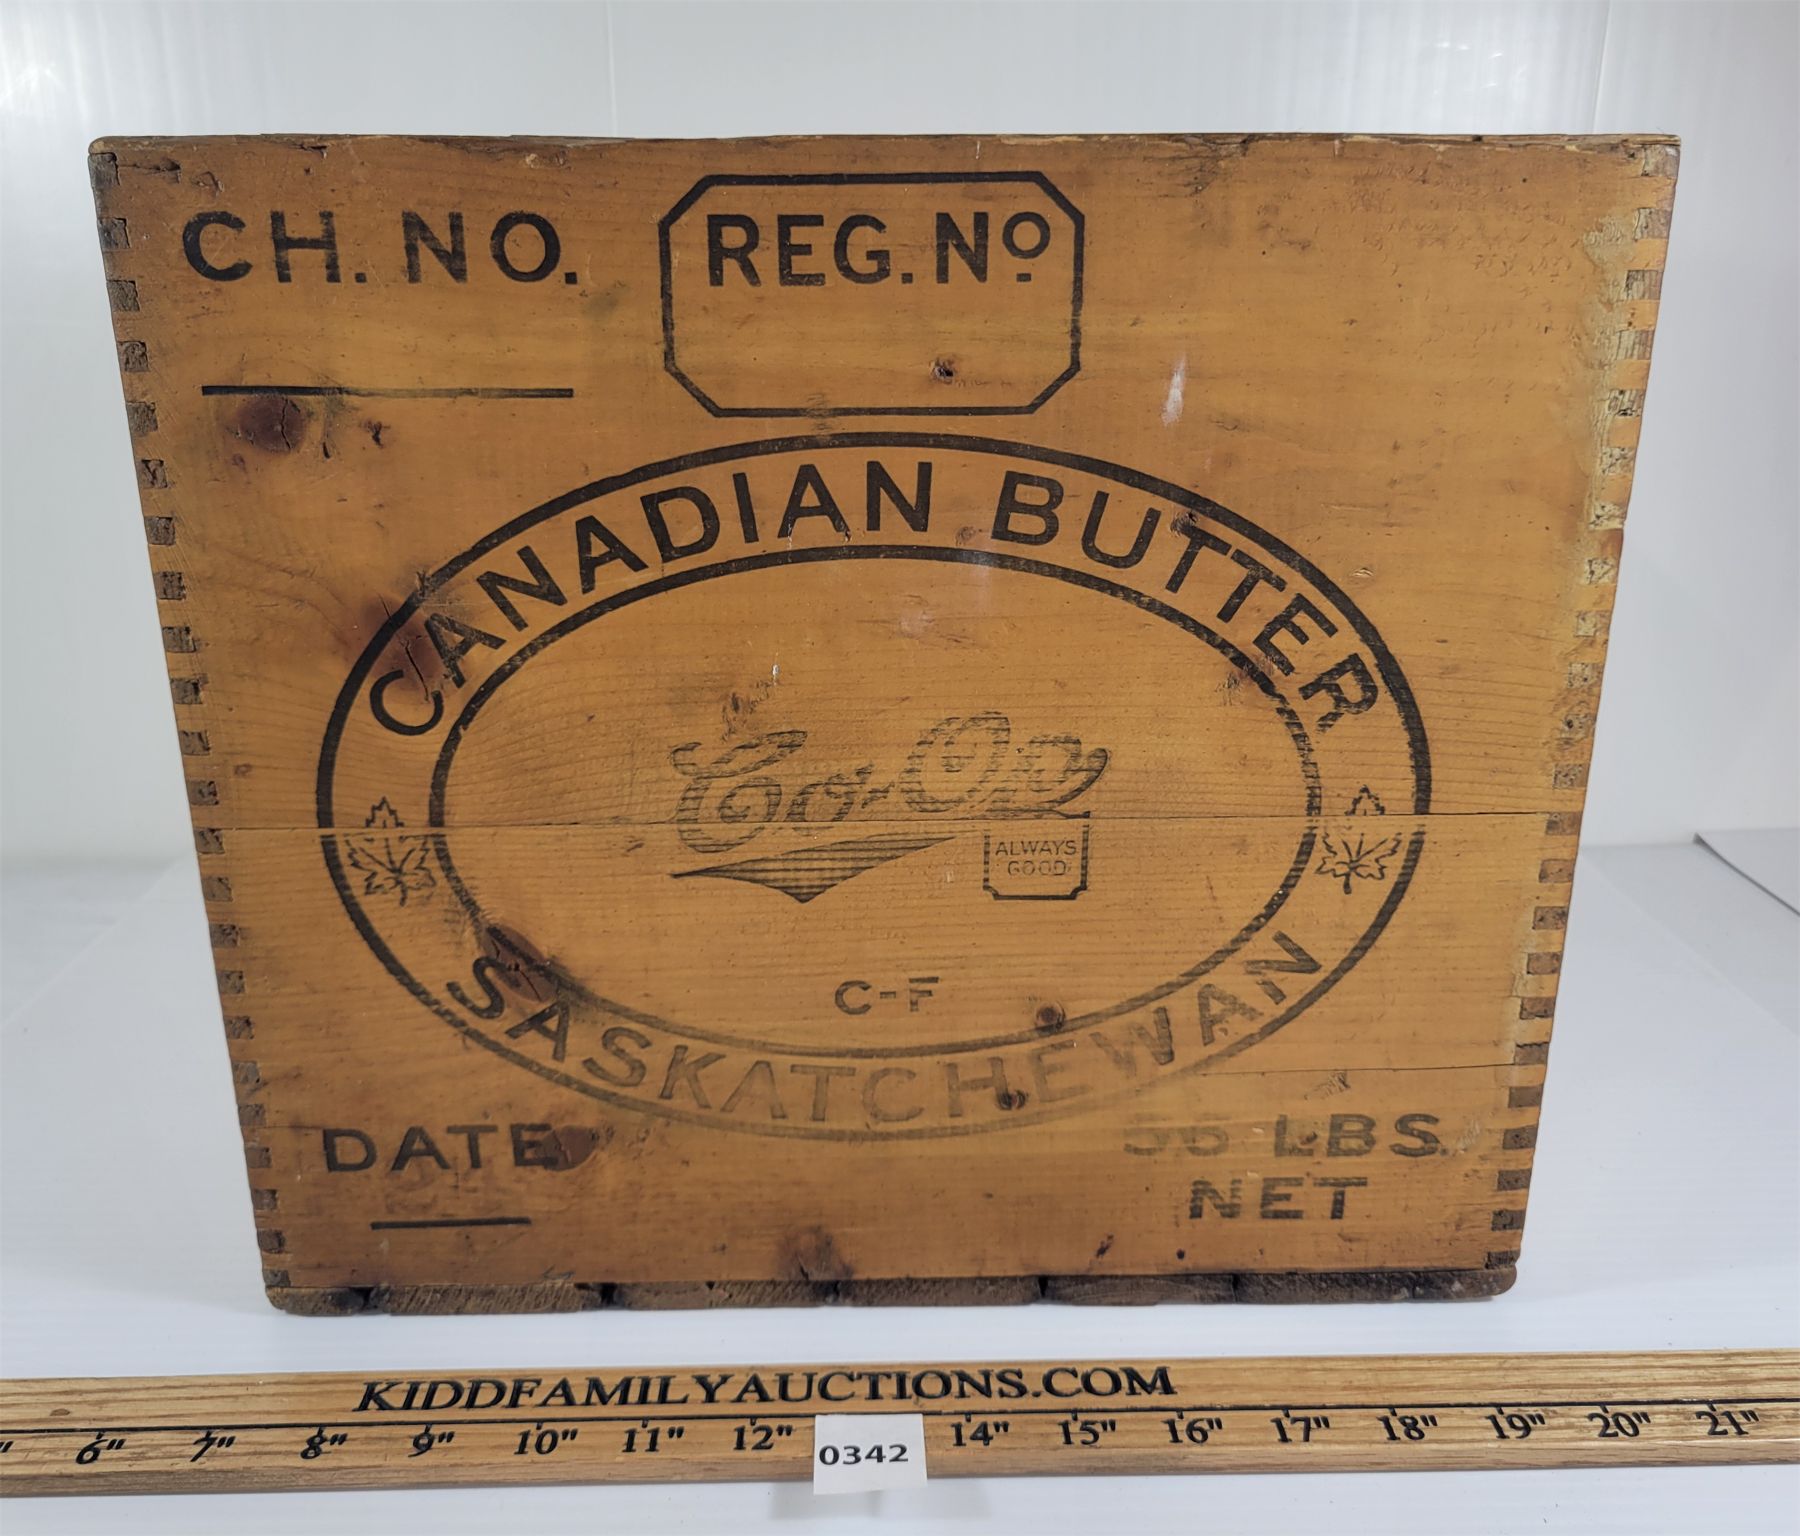 CH. NO.
REG. Nº
CANADIAN BUTTER
Co-Op
ALWAYS
GOOD
C-F
SASKATCHEWAN
DATE
56 LBS.
NET
KIDDFAMILYAUCTIONS.COM
6" 7" 8" 9" 10" 11" 12" 14" 15" 16" 17" 18" 19" 20" 21"
0342